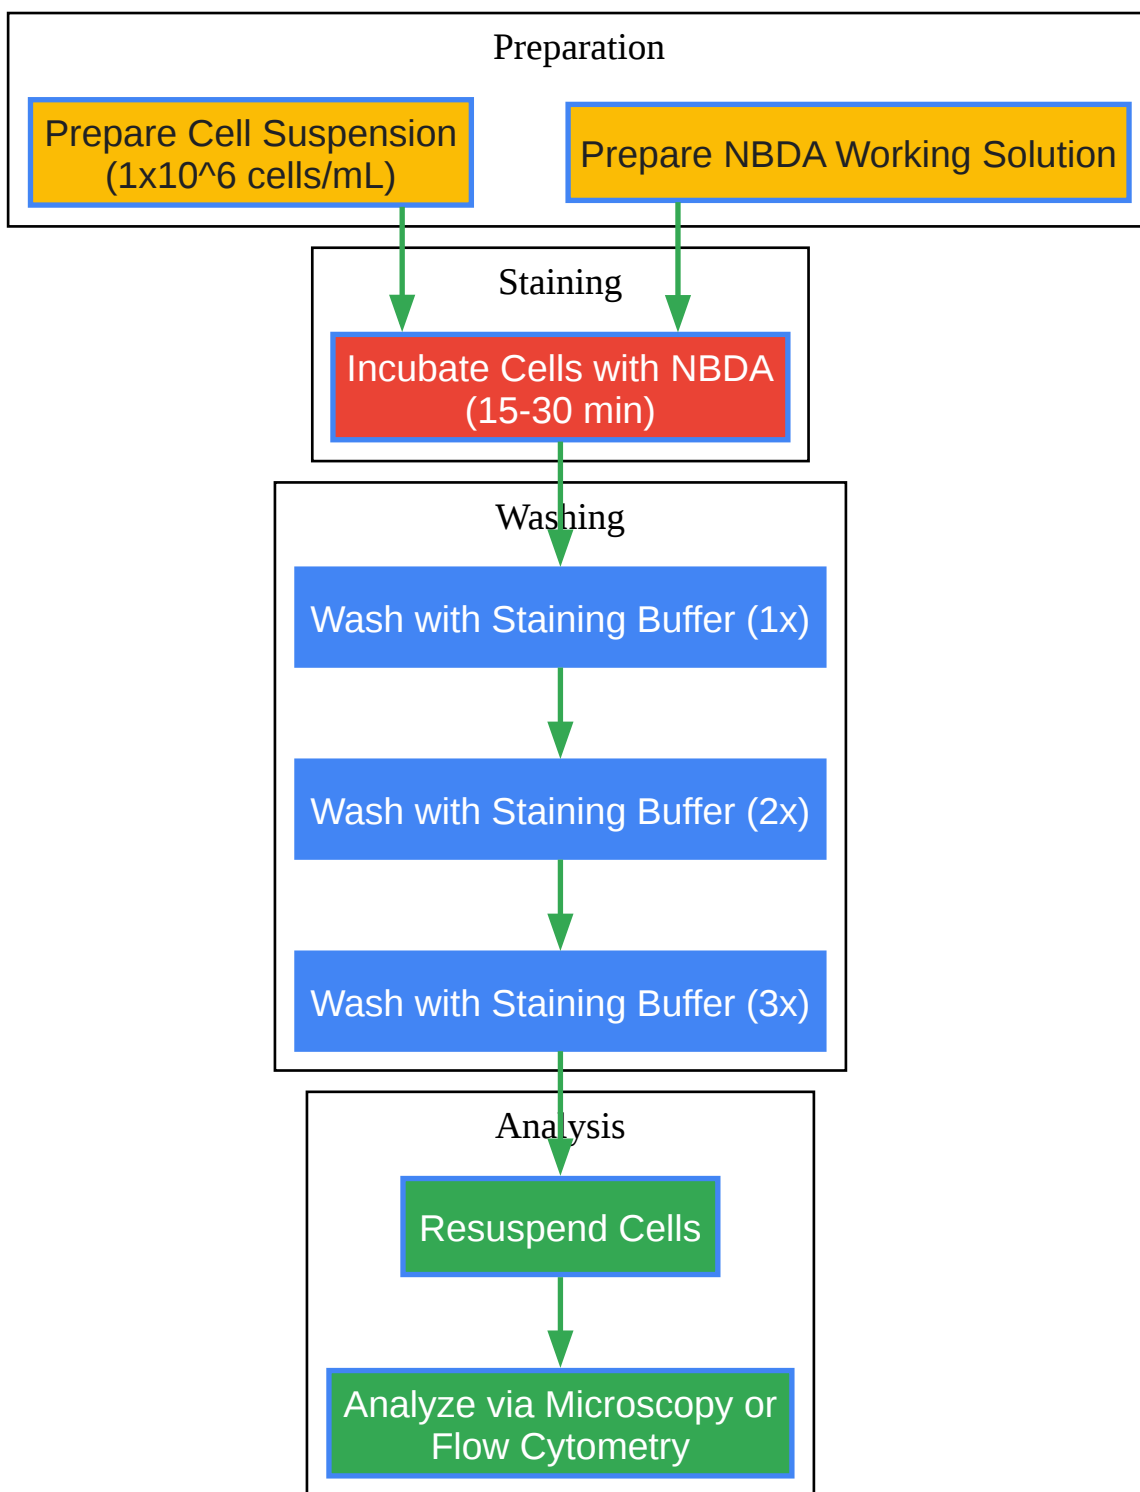 Preparation
Prepare Cell Suspension
(1x10^6 cells/mL)
Prepare NBDA Working Solution
Staining
Incubate Cells with NBDA
(15-30 min)
Washing
Wash with Staining Buffer (1x)
Wash with Staining Buffer (2x)
Wash with Staining Buffer (3x)
Analysis
Resuspend Cells
Analyze via Microscopy or
Flow Cytometry